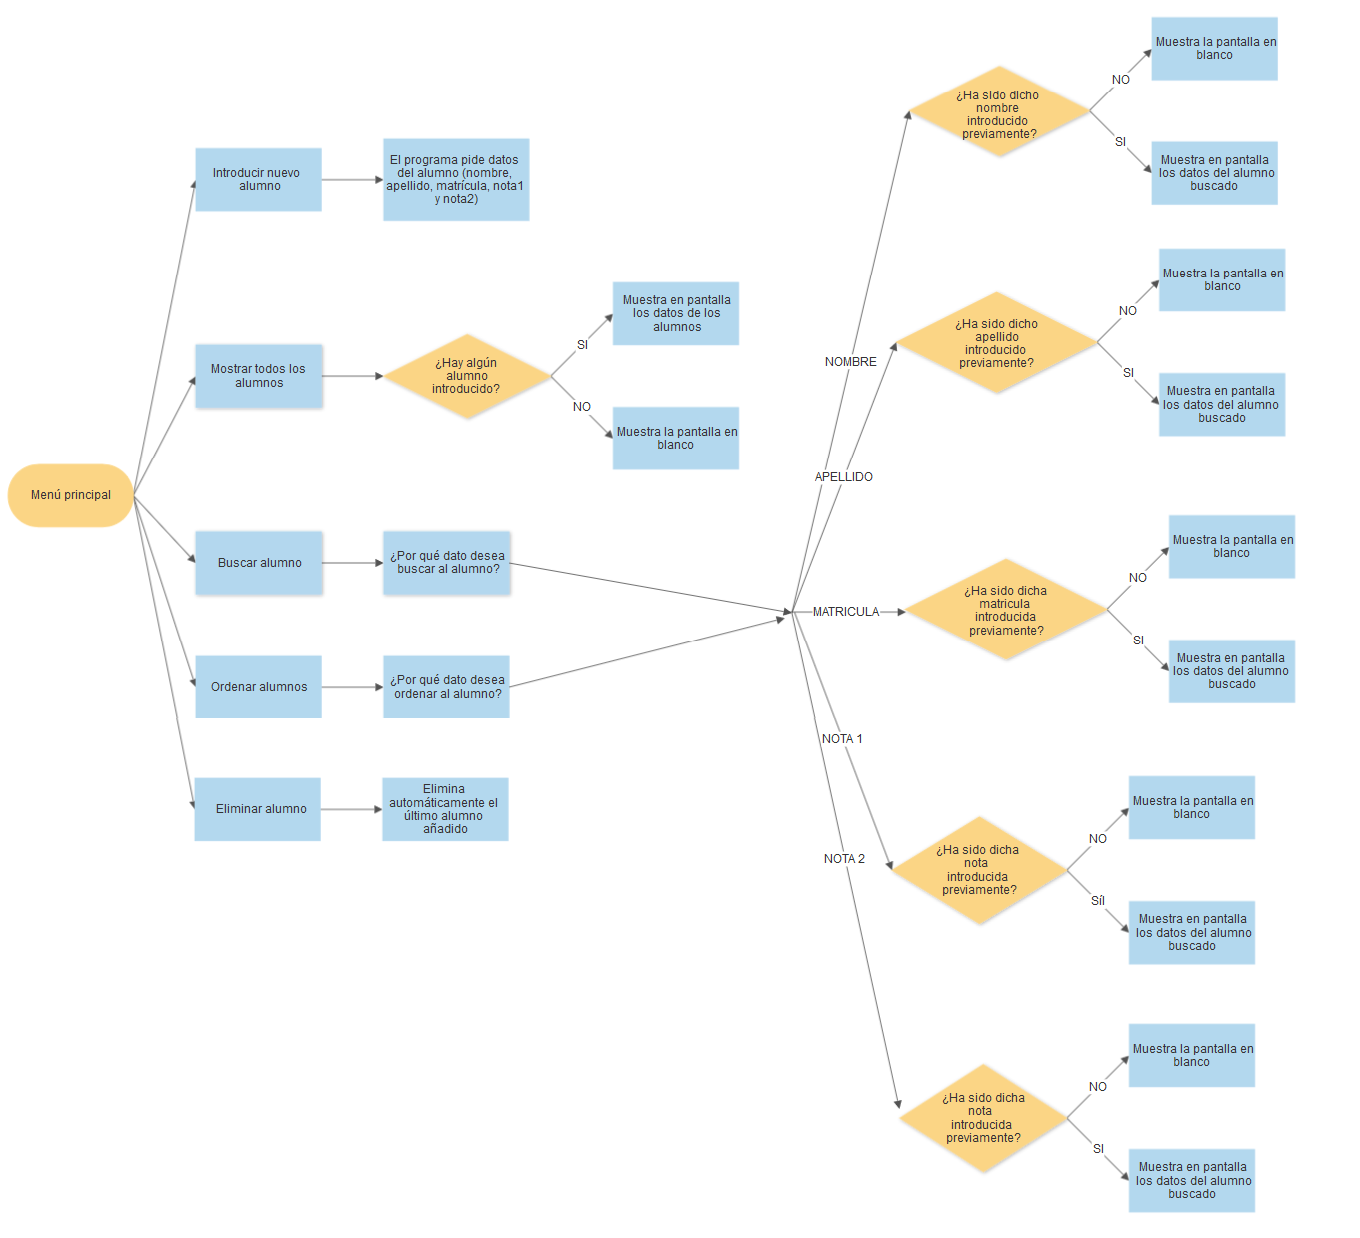 Menú principal
Introducir nuevo
alumno
El programa pide datos
del alumno (nombre,
apellido, matrícula, nota1
y nota2)
Mostrar todos los
alumnos
¿Hay algún
alumno
introducido?
SI
Muestra en pantalla
los datos de los
alumnos
NO
Muestra la pantalla en
blanco
Buscar alumno
¿Por qué dato desea
buscar al alumno?
Ordenar alumnos
¿Por qué dato desea
ordenar al alumno?
Eliminar alumno
Elimina
automáticamente el
último alumno
añadido
NOMBRE
¿Ha sido dicho
nombre
introducido
previamente?
NO
Muestra la pantalla en
blanco
SI
Muestra en pantalla
los datos del alumno
buscado
APELLIDO
¿Ha sido dicho
apellido
introducido
previamente?
NO
Muestra la pantalla en
blanco
SI
Muestra en pantalla
los datos del alumno
buscado
MATRICULA
¿Ha sido dicha
matricula
introducida
previamente?
NO
Muestra la pantalla en
blanco
SI
Muestra en pantalla
los datos del alumno
buscado
NOTA 1
¿Ha sido dicha
nota
introducida
previamente?
NO
Muestra la pantalla en
blanco
SíI
Muestra en pantalla
los datos del alumno
buscado
NOTA 2
¿Ha sido dicha
nota
introducida
previamente?
NO
Muestra la pantalla en
blanco
SI
Muestra en pantalla
los datos del alumno
buscado